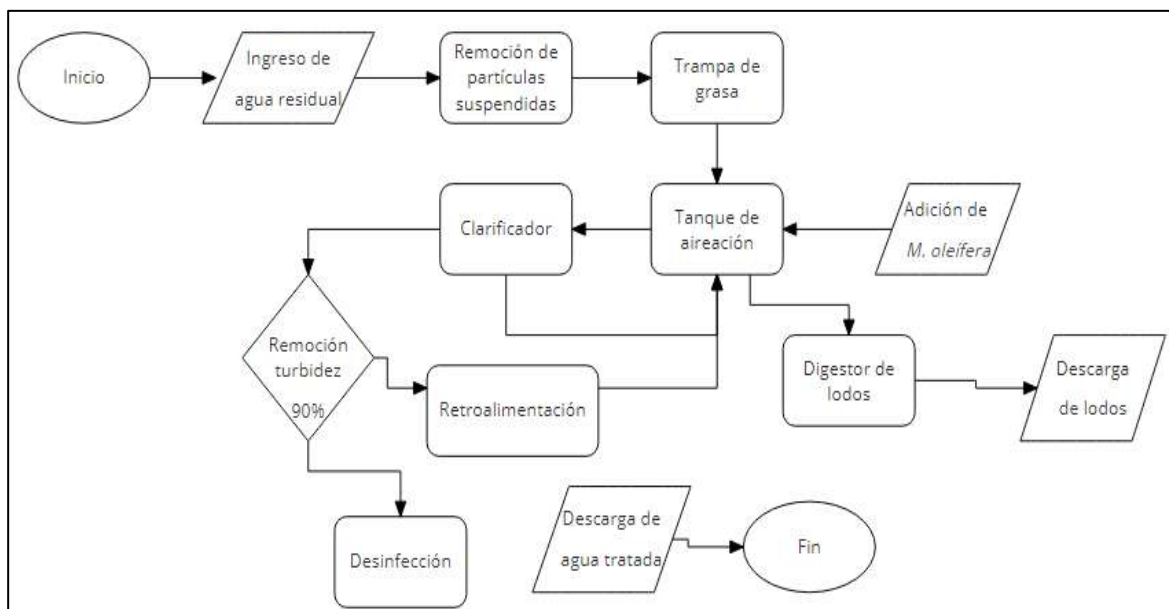 Inicio
Ingreso de
agua residual
Remoción de
partículas
suspendidas
Trampa de
grasa
Clarificador
Tanque de
aireación
Adición de
M. oleífera
Remoción
turbidez
90%
Retroalimentación
Digestor de
lodos
Descarga
de lodos
Desinfección
Descarga de
agua tratada
Fin